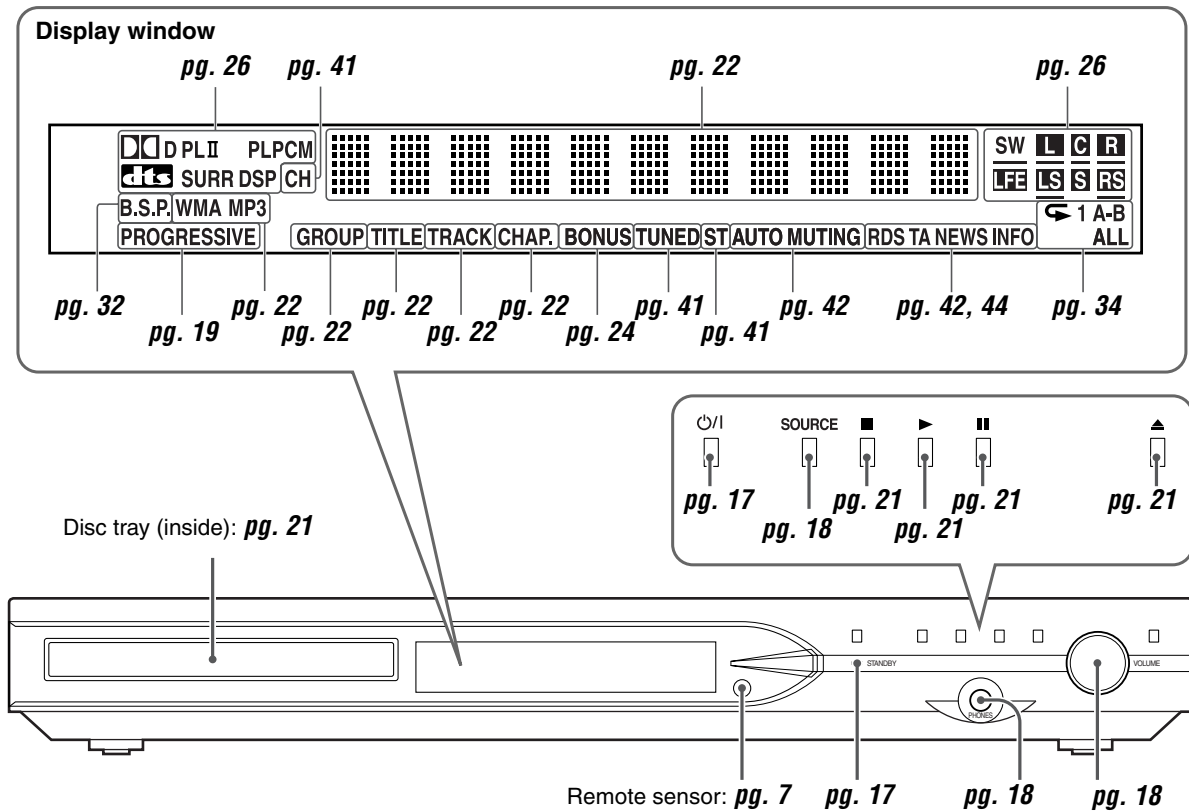 Display window
pg. 26 pg. 41 pg. 22 pg. 26
D PL II PLPCM
dts SURR DSP CH
SW L C R
LFE LS S RS
B.S.P. WMA MP3
1 A-B
PROGRESSIVE GROUP TITLE TRACK CHAP. BONUS TUNED ST AUTO MUTING RDS TA NEWS INFO ALL
pg. 32 pg. 22 pg. 22 pg. 22 pg. 41 pg. 42 pg. 42, 44 pg. 34
pg. 19 pg. 22 pg. 22 pg. 24 pg. 41
⏻/I SOURCE ■ ► ❚❚ ⏏
pg. 17 pg. 21 pg. 21 pg. 21
pg. 18 pg. 21
Disc tray (inside): pg. 21
STANDBY
VOLUME
PHONES
Remote sensor: pg. 7 pg. 17 pg. 18 pg. 18